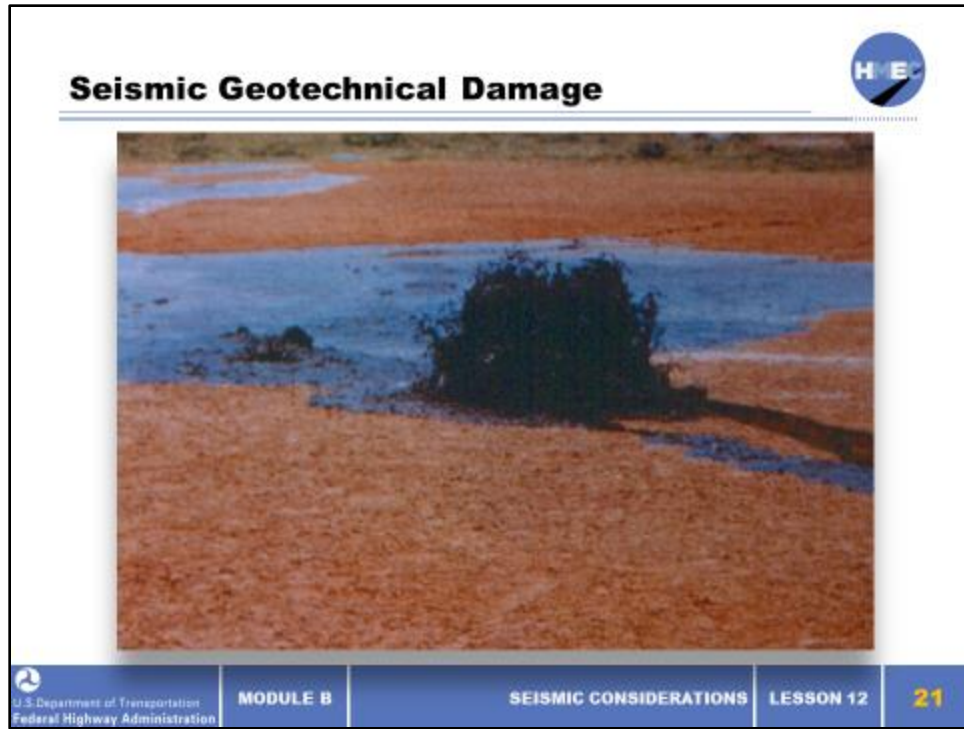 Seismic Geotechnical Damage
HMEC
U.S.Department of Transportation
Federal Highway Administration
MODULE B
SEISMIC CONSIDERATIONS
LESSON 12
21